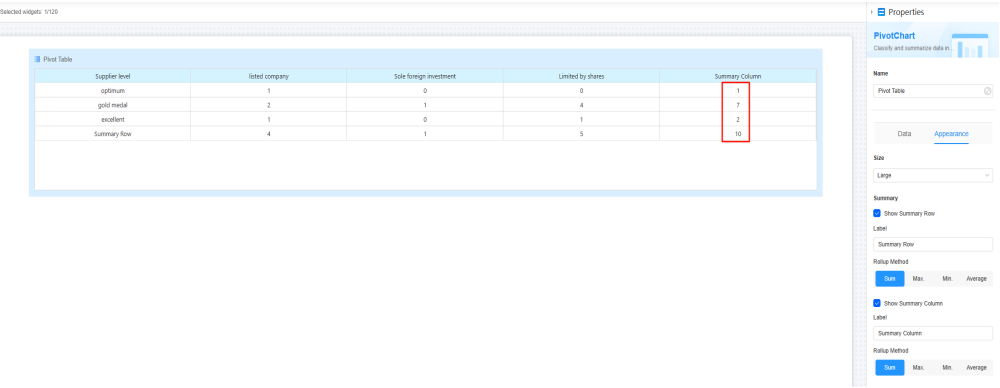 Selected widgets: 1/120
Properties
PivotChart
Classify and summarize data in...
Name
Pivot Table
Data Appearance
Size
Large
Summary
Show Summary Row
Label
Summary Row
Rollup Method
Sum Max. Min. Average
Show Summary Column
Label
Summary Column
Rollup Method
Sum Max. Min. Average
Pivot Table
Supplier level listed company Sole foreign investment Limited by shares Summary Column
optimum 1 0 0 1
gold medal 2 1 4 7
excellent 1 0 1 2
Summary Row 4 1 5 10